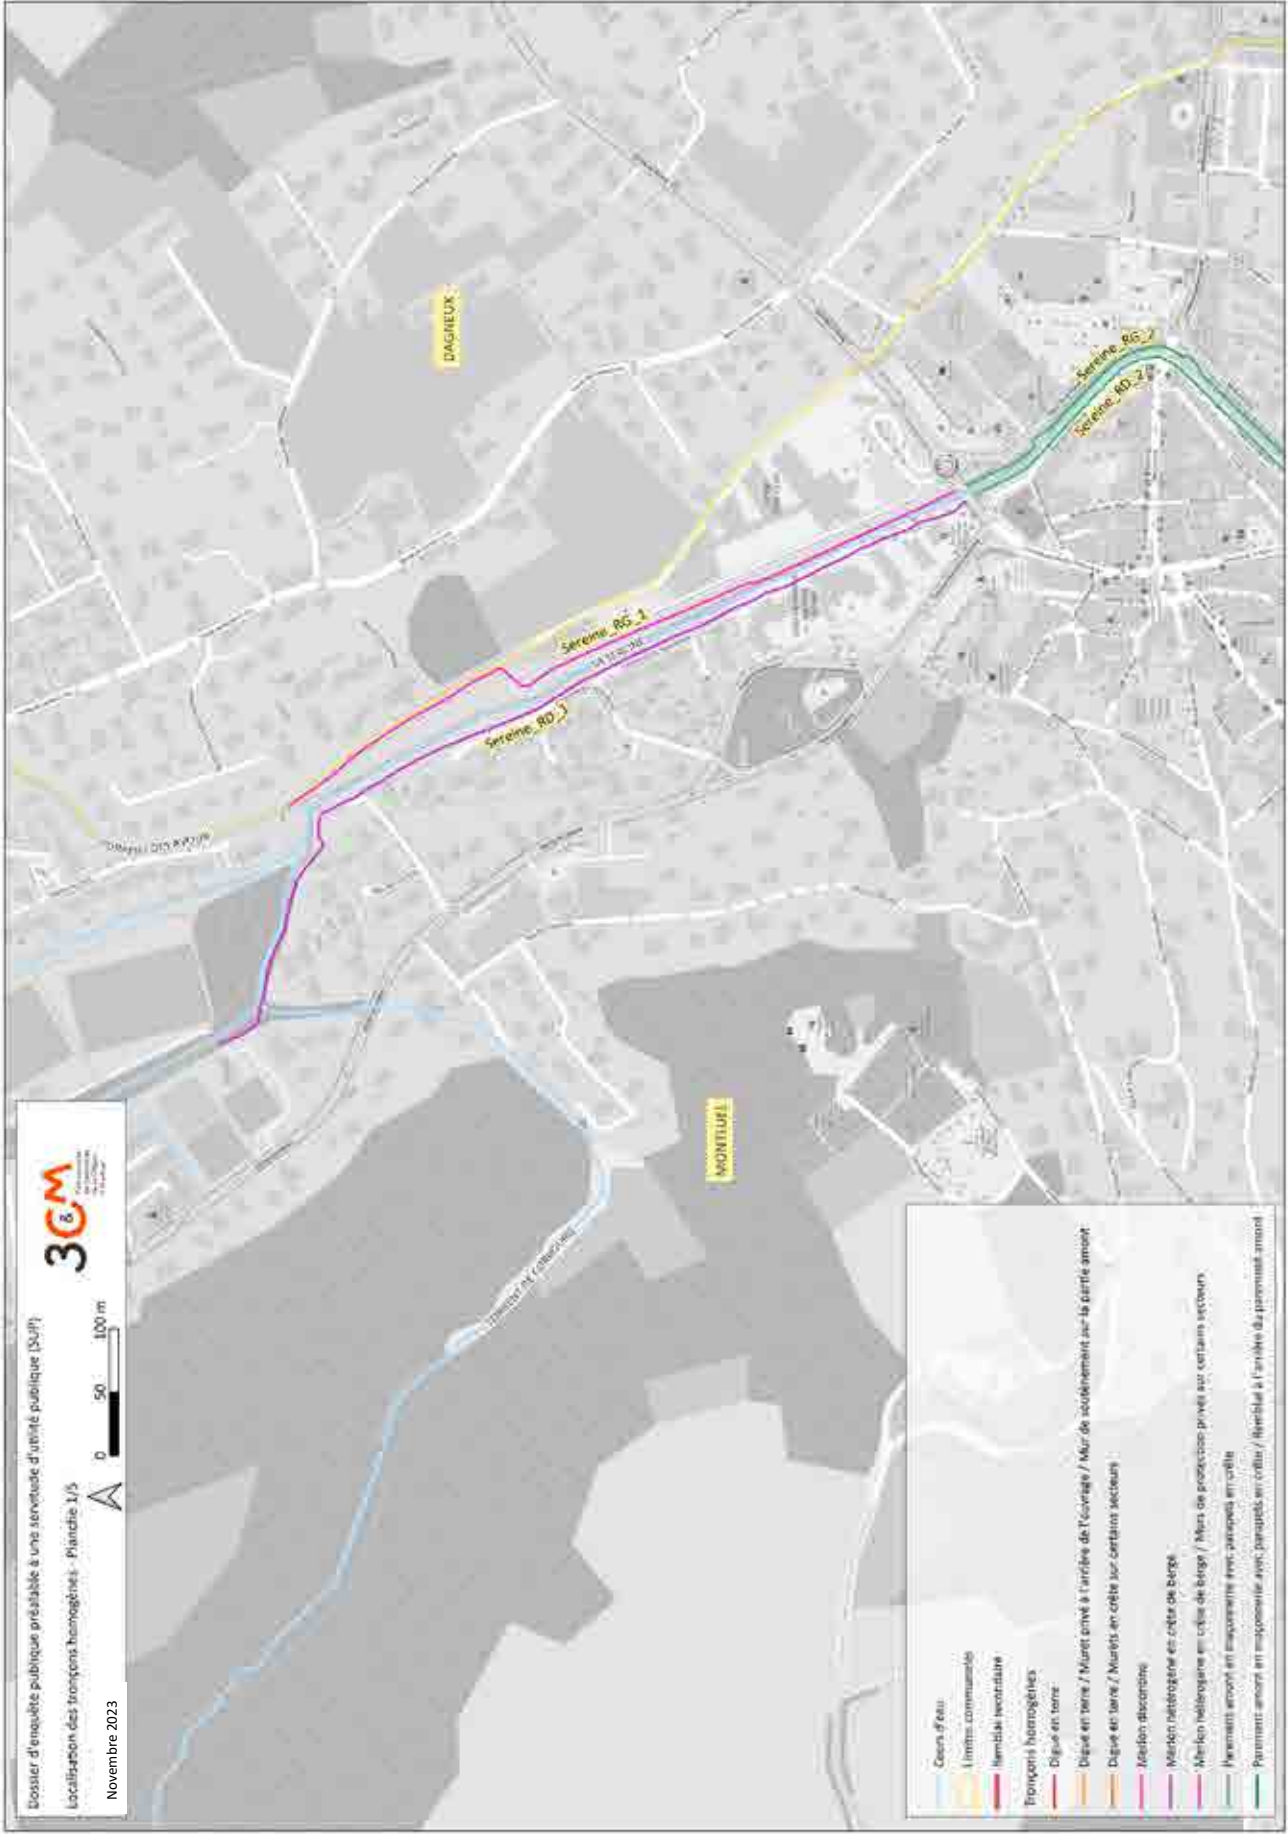 Dossier d'enquête publique préalable à une servitude d'utilité publique (SUP)
Localisation des tronçons homogènes - Planche 1/5
Novembre 2023
0 50 100 m
3C&M
DAGNEUX
MONTLUEL
Sereine_RG_1
Sereine_RD_1
Sereine_RG_2
Sereine_RD_2
LA SEREINE
Cours d'eau
Limites communales
Remblai secondaire
Tronçons homogènes
Digue en terre
Digue en terre / Muret privé à l'arrière de l'ouvrage / Mur de soutènement sur la partie amont
Digue en terre / Murets en crête sur certains secteurs
Merlon discontinu
Merlon hétérogène en crête de berge
Merlon hétérogène en crête de berge / Murs de protection privés sur certains secteurs
Parement amont en maçonnerie avec parapets en crête
Parement amont en maçonnerie avec parapets en crête / Remblai à l'arrière du parement amont